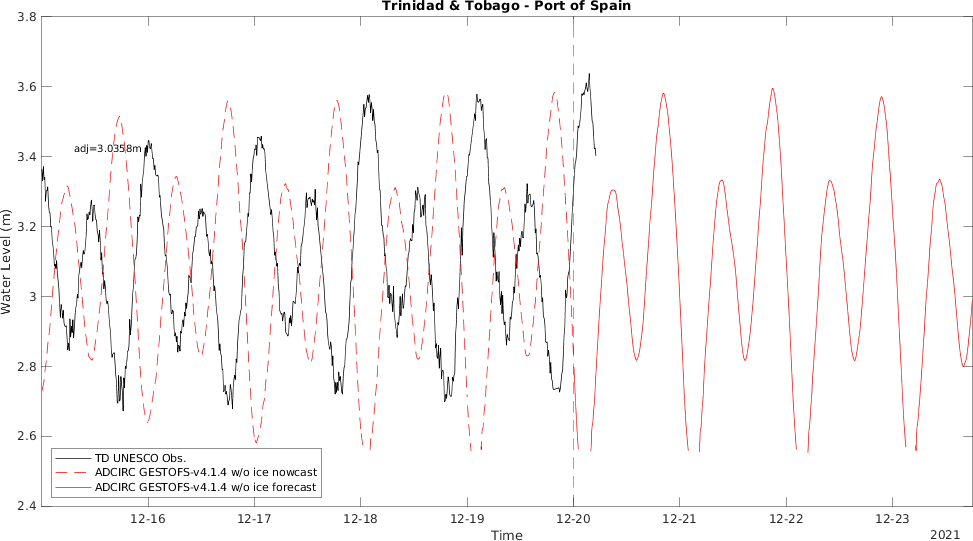 Trinidad & Tobago - Port of Spain
3.8
3.6
3.4
3.2
3
2.8
2.6
2.4
Water Level (m)
adj=3.0358m
TD UNESCO Obs.
ADCIRC GESTOFS-v4.1.4 w/o ice nowcast
ADCIRC GESTOFS-v4.1.4 w/o ice forecast
12-16 12-17 12-18 12-19 12-20 12-21 12-22 12-23
Time
2021